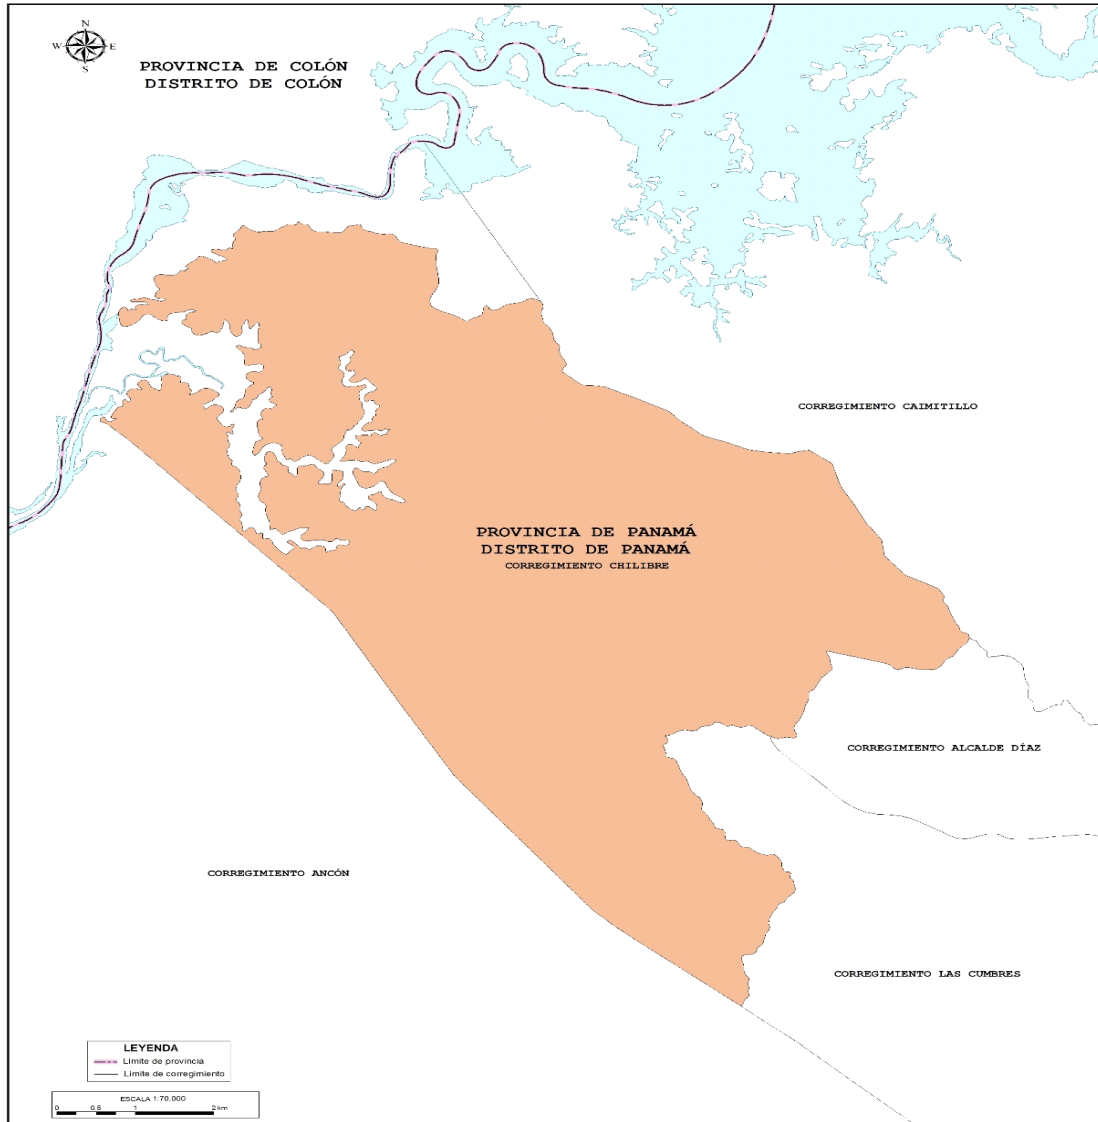 N
W E
S
PROVINCIA DE COLÓN
DISTRITO DE COLÓN
CORREGIMIENTO CAIMITILLO
PROVINCIA DE PANAMÁ
DISTRITO DE PANAMÁ
CORREGIMIENTO CHILIBRE
CORREGIMIENTO ALCALDE DÍAZ
CORREGIMIENTO ANCÓN
CORREGIMIENTO LAS CUMBRES
LEYENDA
Límite de provincia
Límite de corregimiento
ESCALA 1:70,000
0 0.5 1 2 km